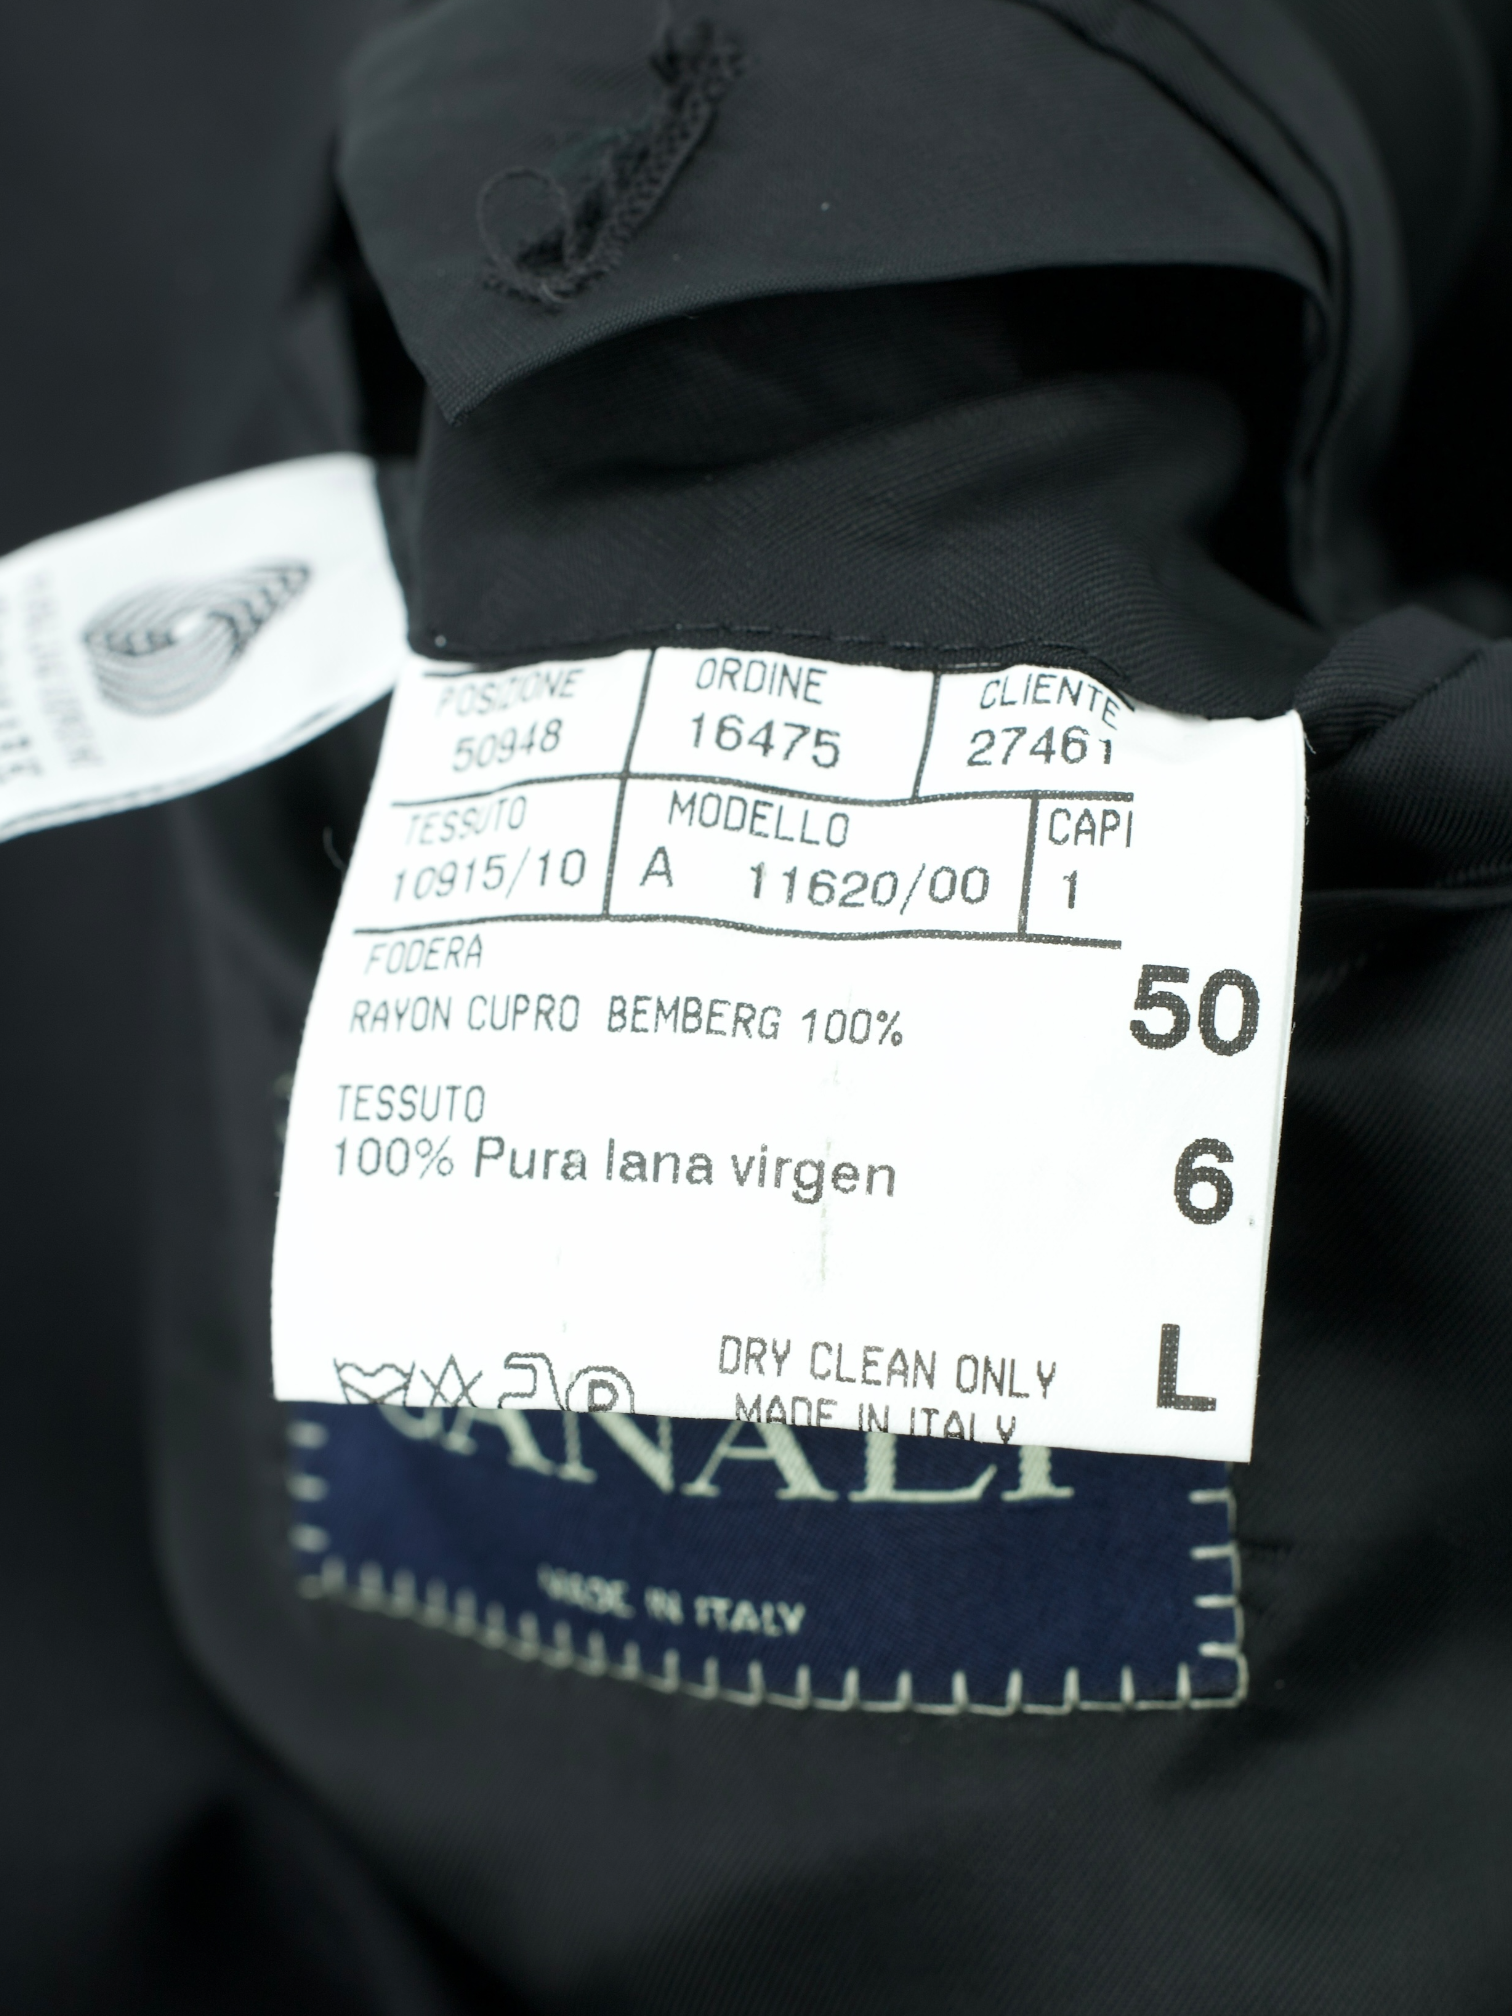 POSIZIONE ORDINE CLIENTE
50948 16475 27461
TESSUTO MODELLO CAPI
10915/10 A 11620/00 1
FODERA
RAYON CUPRO BEMBERG 100%
50
TESSUTO
100% Pura lana virgen
6
DRY CLEAN ONLY
L
MADE IN ITALY
CANALI
MADE IN ITALY